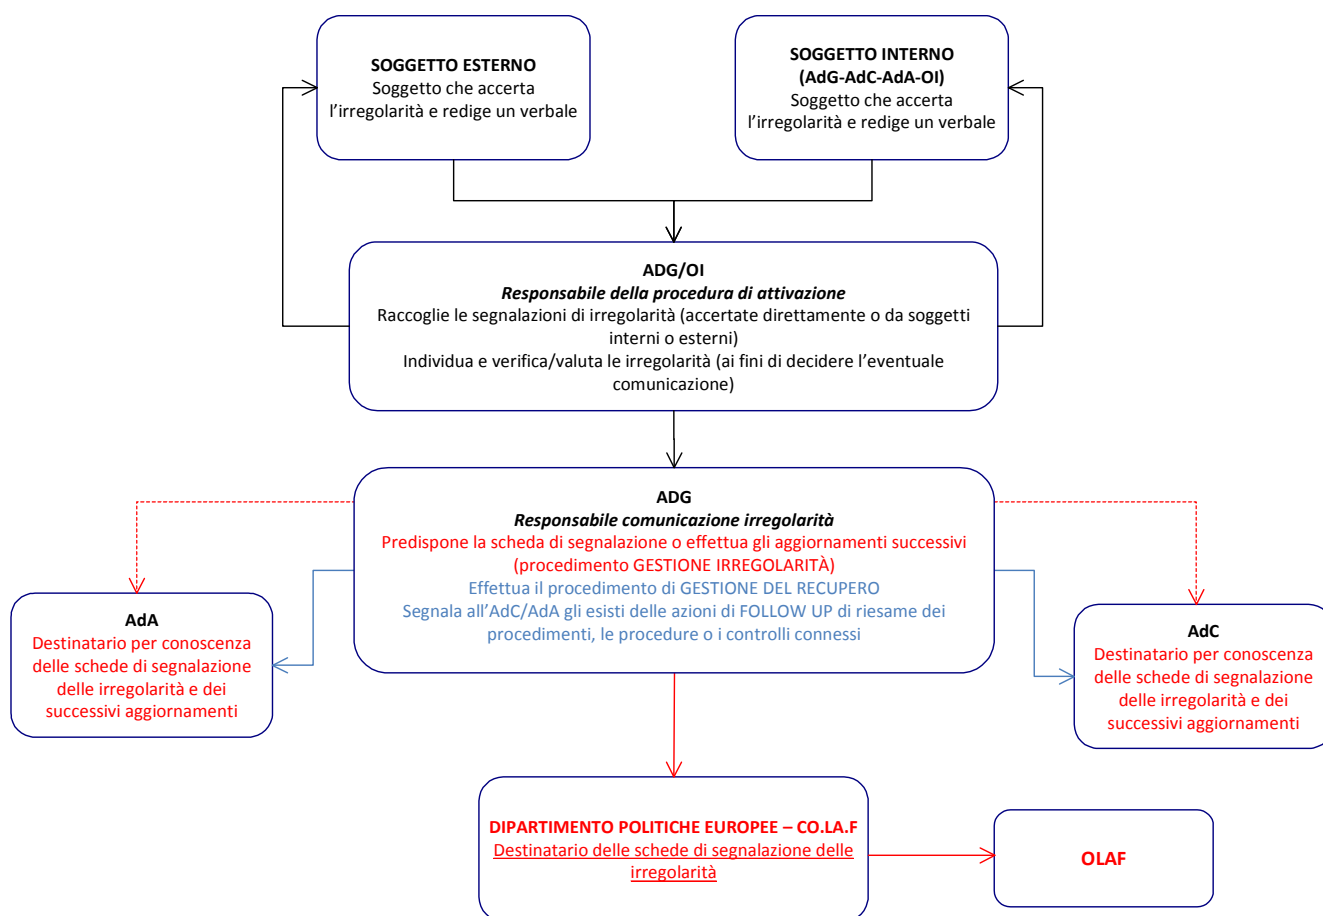 SOGGETTO ESTERNO
Soggetto che accerta
l’irregolarità e redige un verbale
SOGGETTO INTERNO
(AdG-AdC-AdA-OI)
Soggetto che accerta
l’irregolarità e redige un verbale
ADG/OI
Responsabile della procedura di attivazione
Raccoglie le segnalazioni di irregolarità (accertate direttamente o da soggetti
interni o esterni)
Individua e verifica/valuta le irregolarità (ai fini di decidere l’eventuale
comunicazione)
ADG
Responsabile comunicazione irregolarità
Predispone la scheda di segnalazione o effettua gli aggiornamenti successivi
(procedimento GESTIONE IRREGOLARITÀ)
Effettua il procedimento di GESTIONE DEL RECUPERO
Segnala all’AdC/AdA gli esisti delle azioni di FOLLOW UP di riesame dei
procedimenti, le procedure o i controlli connessi
AdA
Destinatario per conoscenza
delle schede di segnalazione
delle irregolarità e dei
successivi aggiornamenti
AdC
Destinatario per conoscenza
delle schede di segnalazione
delle irregolarità e dei
successivi aggiornamenti
DIPARTIMENTO POLITICHE EUROPEE – CO.LA.F
Destinatario delle schede di segnalazione delle
irregolarità
OLAF